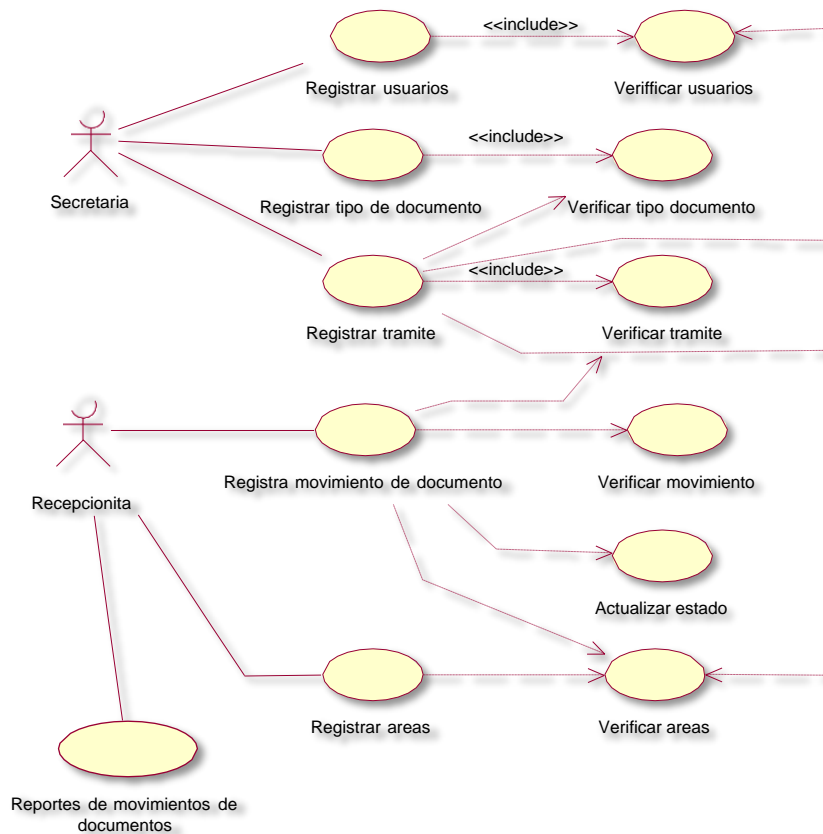 <<include>>
Registrar usuarios
Verifficar usuarios
<<include>>
Secretaria
Registrar tipo de documento
Verificar tipo documento
<<include>>
Registrar tramite
Verificar tramite
Recepcionita
Registra movimiento de documento
Verificar movimiento
Actualizar estado
Registrar areas
Verificar areas
Reportes de movimientos de
documentos